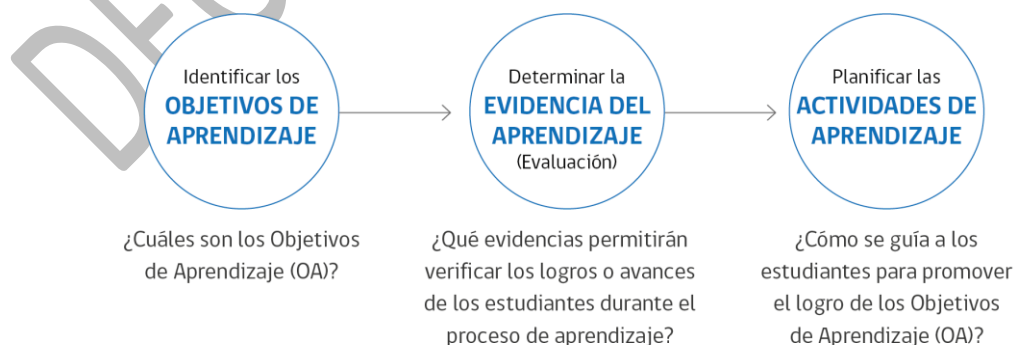 Identificar los
OBJETIVOS DE
APRENDIZAJE
¿Cuáles son los Objetivos
de Aprendizaje (OA)?
Determinar la
EVIDENCIA DEL
APRENDIZAJE
(Evaluación)
¿Qué evidencias permitirán
verificar los logros o avances
de los estudiantes durante el
proceso de aprendizaje?
Planificar las
ACTIVIDADES DE
APRENDIZAJE
¿Cómo se guía a los
estudiantes para promover
el logro de los Objetivos
de Aprendizaje (OA)?